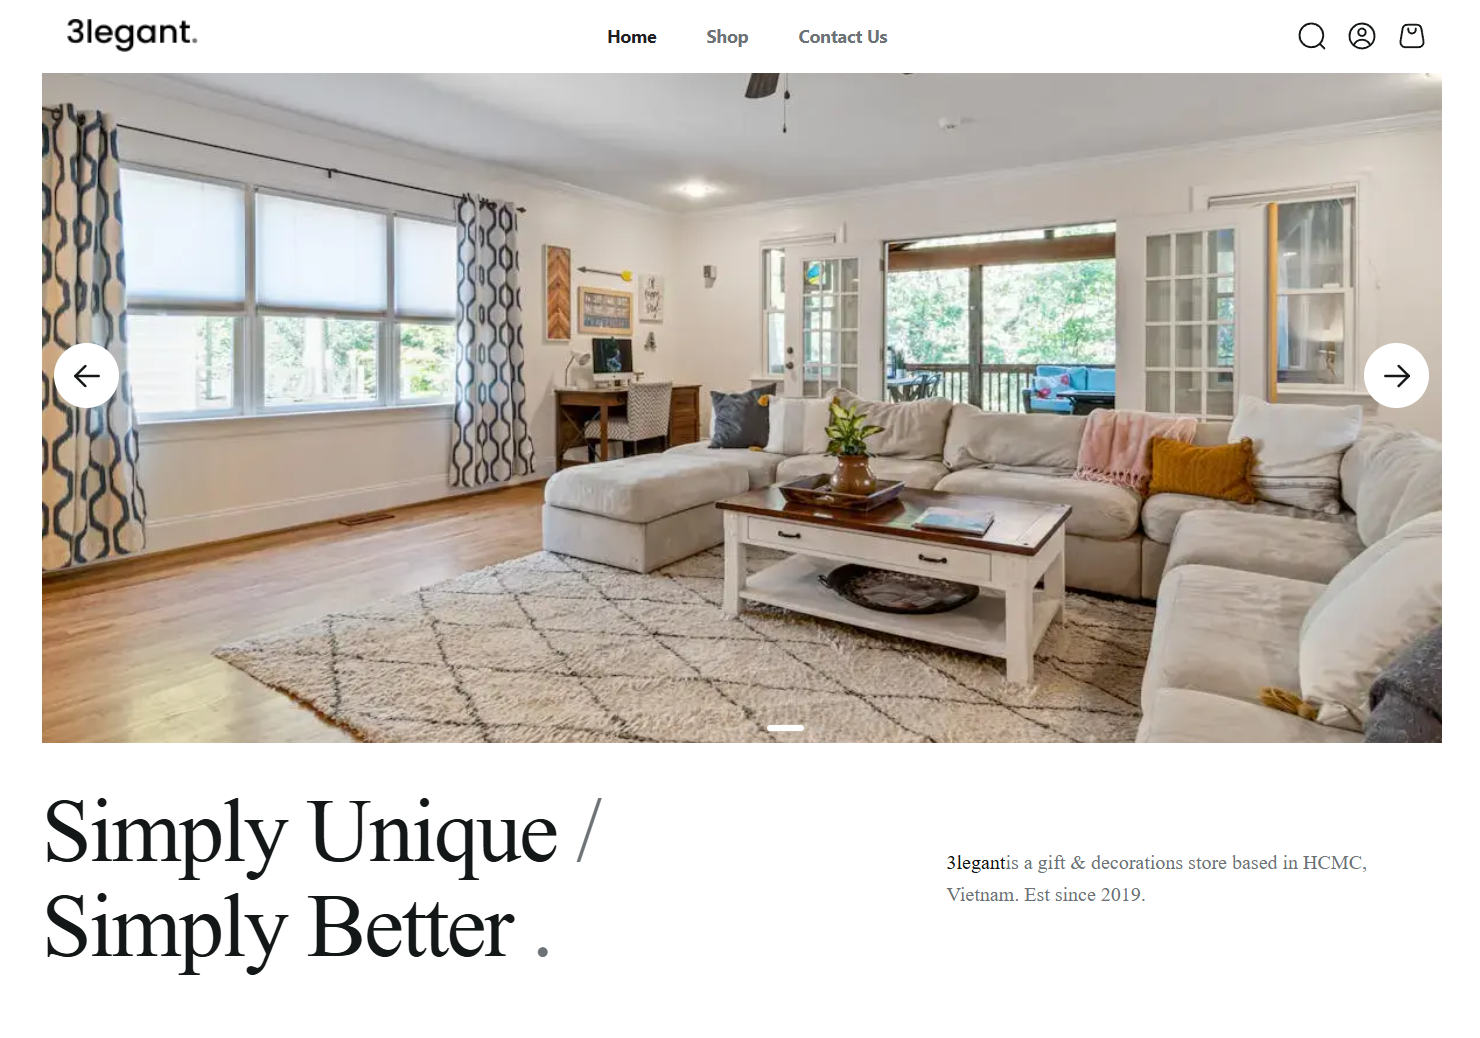 3legant.
Home Shop Contact Us
Simply Unique /
Simply Better .
3legantis a gift & decorations store based in HCMC,
Vietnam. Est since 2019.